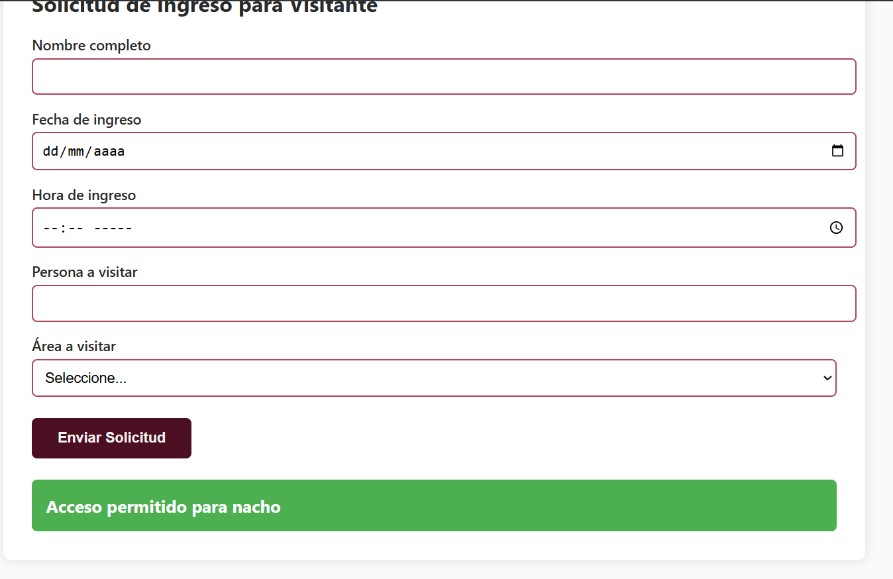 Solicitud de Ingreso para Visitante
Nombre completo
Fecha de ingreso
dd/mm/aaaa
Hora de ingreso
--:-- -----
Persona a visitar
Área a visitar
Seleccione...
Enviar Solicitud
Acceso permitido para nacho